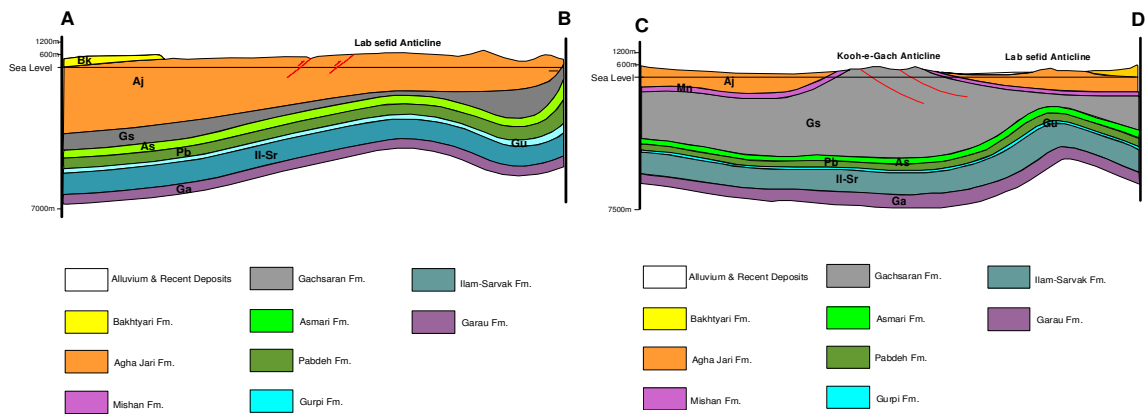 A
B
1200m
600m
Sea Level
7000m
Lab sefid Anticline
Bk
Aj
Gs
As
Pb
Il-Sr
Ga
Gu
Alluvium & Recent Deposits
Gachsaran Fm.
Ilam-Sarvak Fm.
Bakhtyari Fm.
Asmari Fm.
Garau Fm.
Agha Jari Fm.
Pabdeh Fm.
Mishan Fm.
Gurpi Fm.
C
D
1200m
600m
Sea Level
7500m
Kooh-e-Gach Anticline
Lab sefid Anticline
Aj
Mn
Gs
Gu
Pb
As
Il-Sr
Ga
Alluvium & Recent Deposits
Gachsaran Fm.
Ilam-Sarvak Fm.
Bakhtyari Fm.
Asmari Fm.
Garau Fm.
Agha Jari Fm.
Pabdeh Fm.
Mishan Fm.
Gurpi Fm.